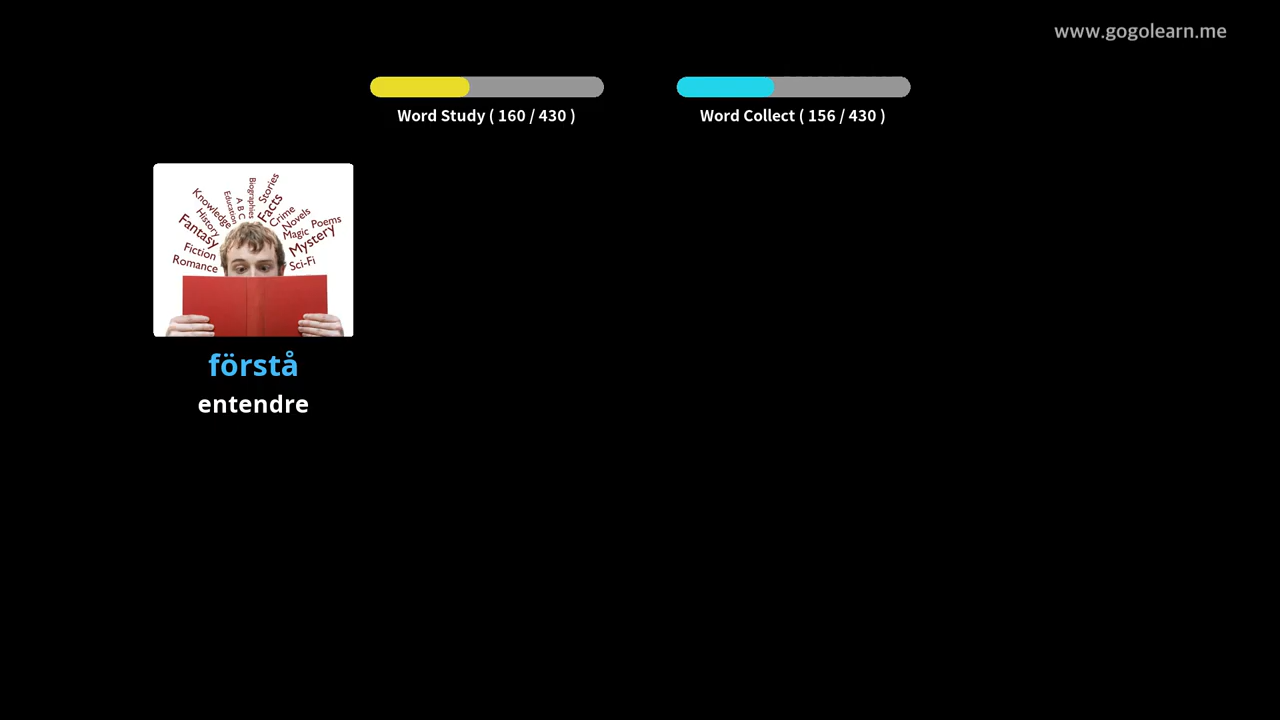 www.gogolearn.me
Word Study ( 160 / 430 )
Word Collect ( 156 / 430 )
Knowledge
History
Fantasy
Fiction
Romance
Education
A B C
Biographies
Stories
Facts
Crime
Novels
Magic
Poems
Mystery
Sci-Fi
förstå
entendre